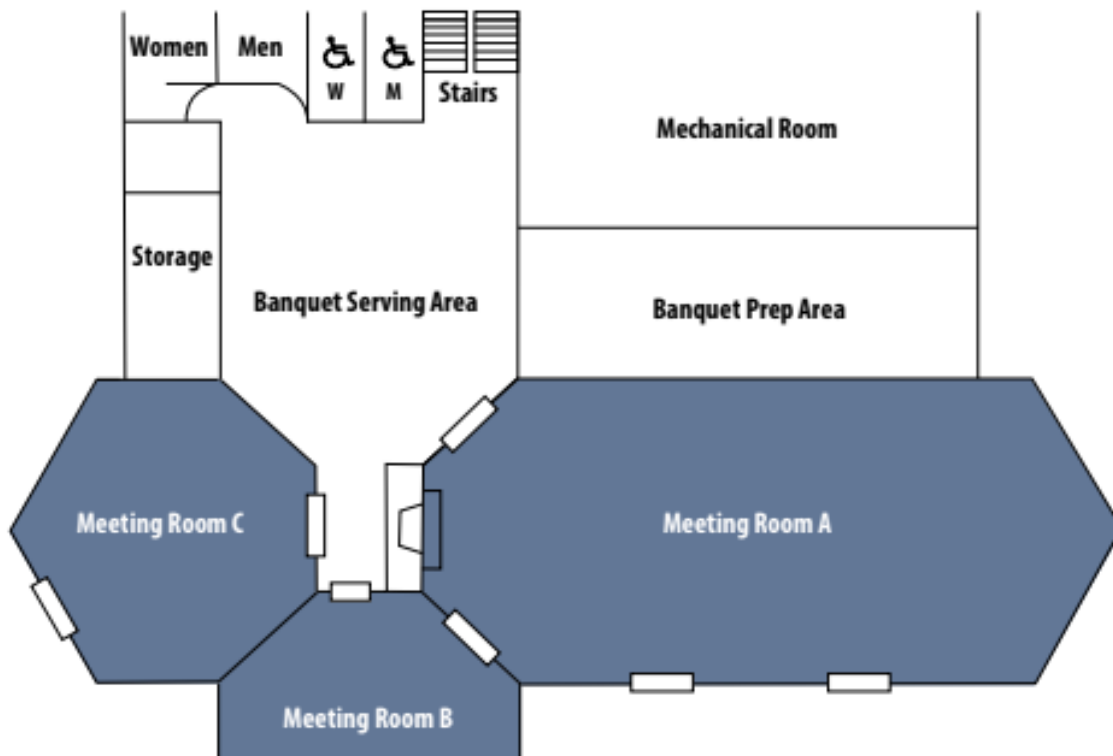 Women
Men
W
M
Stairs
Mechanical Room
Storage
Banquet Serving Area
Banquet Prep Area
Meeting Room C
Meeting Room A
Meeting Room B